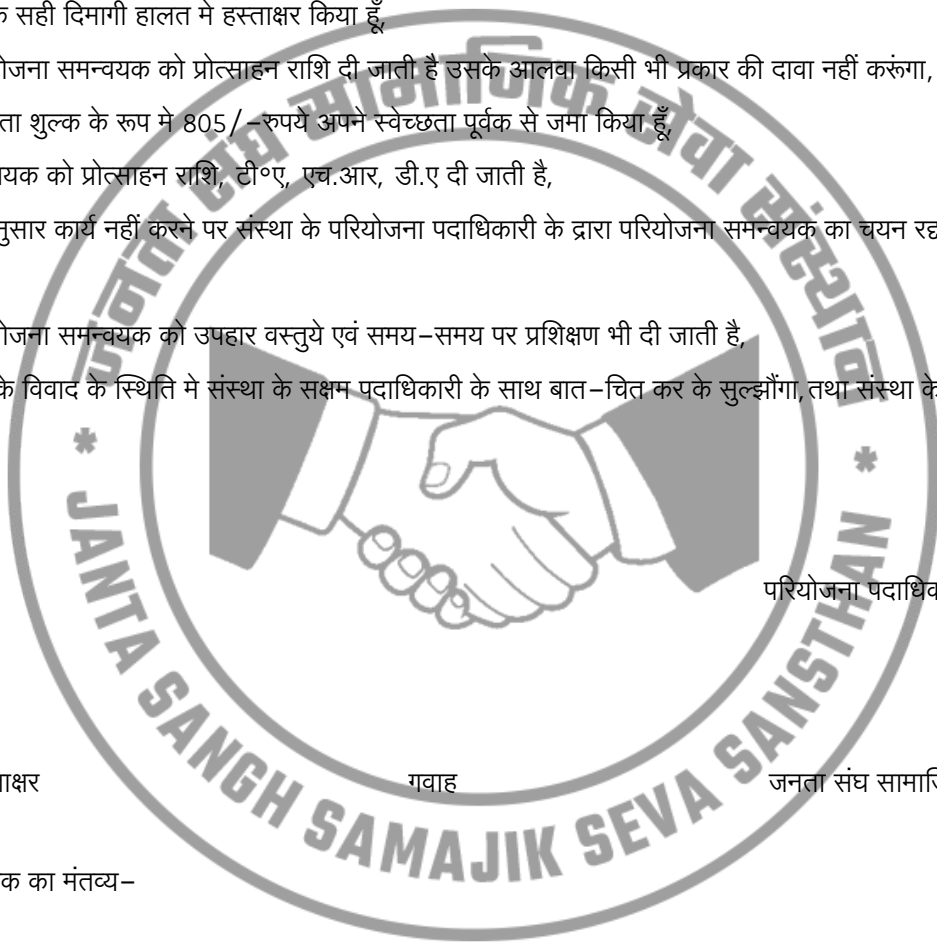 क सही दिमागी हालत मे हस्ताक्षर किया हूँ,
ोजना समन्वयक को प्रोत्साहन राशि दी जाती है उसके आलवा किसी भी प्रकार की दावा नहीं करूंगा,
ता शुल्क के रूप मे 805/-रुपये अपने स्वेच्छता पूर्वक से जमा किया हूँ,
यक को प्रोत्साहन राशि, टी॰ए, एच.आर, डी.ए दी जाती है,
नुसार कार्य नहीं करने पर संस्था के परियोजना पदाधिकारी के द्रारा परियोजना समन्वयक का चयन रद्द
ोजना समन्वयक को उपहार वस्तुये एवं समय-समय पर प्रशिक्षण भी दी जाती है,
के विवाद के स्थिति मे संस्था के सक्षम पदाधिकारी के साथ बात-चित कर के सुल्झौंगा,तथा संस्था के
परियोजना पदाधिक
ाक्षर गवाह जनता संघ सामाजि
क का मंतव्य-
जनता संघ सामाजिक सेवा संस्थान
* JANTA SANGH SAMAJIK SEVA SANSTHAN *